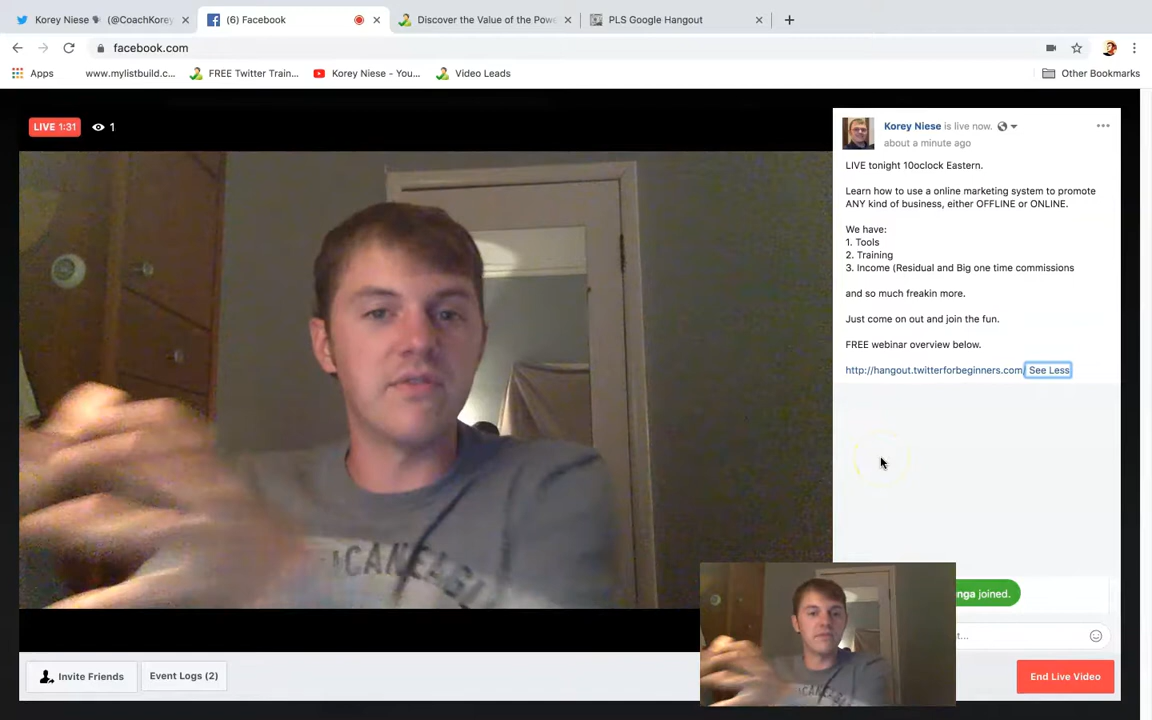 Korey Niese (@CoachKorey
(6) Facebook
Discover the Value of the Powe
PLS Google Hangout
facebook.com
Apps
www.mylistbuild.c...
FREE Twitter Train...
Korey Niese - You...
Video Leads
Other Bookmarks
LIVE 1:31
1
Korey Niese is live now.
about a minute ago
LIVE tonight 10oclock Eastern.
Learn how to use a online marketing system to promote
ANY kind of business, either OFFLINE or ONLINE.
We have:
1. Tools
2. Training
3. Income (Residual and Big one time commissions
and so much freakin more.
Just come on out and join the fun.
FREE webinar overview below.
http://hangout.twitterforbeginners.com/ See Less
nga joined.
t...
Invite Friends
Event Logs (2)
End Live Video